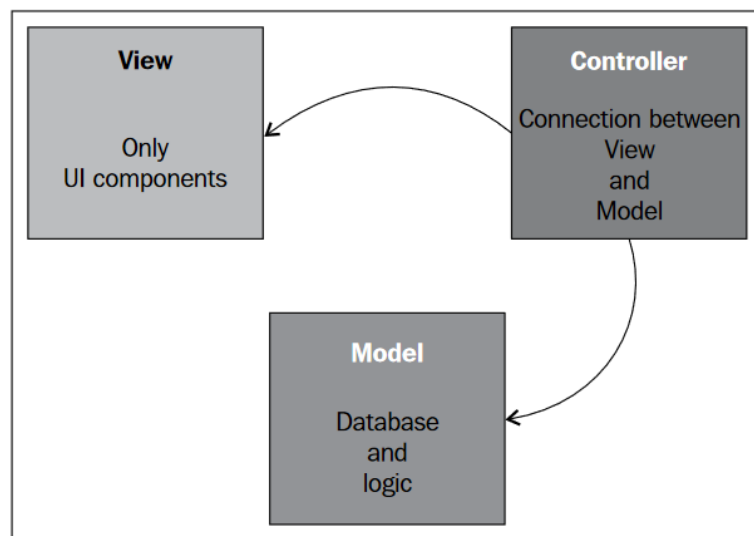 View
Only
UI components
Controller
Connection between
View
and
Model
Model
Database
and
logic